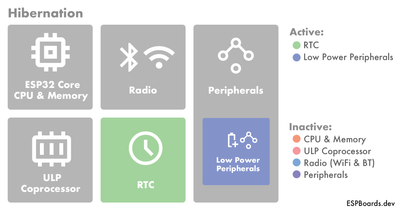 Hibernation
ESP32 Core
CPU & Memory
Radio
Peripherals
ULP
Coprocessor
RTC
Low Power
Peripherals
Active:
RTC
Low Power Peripherals
Inactive:
CPU & Memory
ULP Coprocessor
Radio (WiFi & BT)
Peripherals
ESPBoards.dev